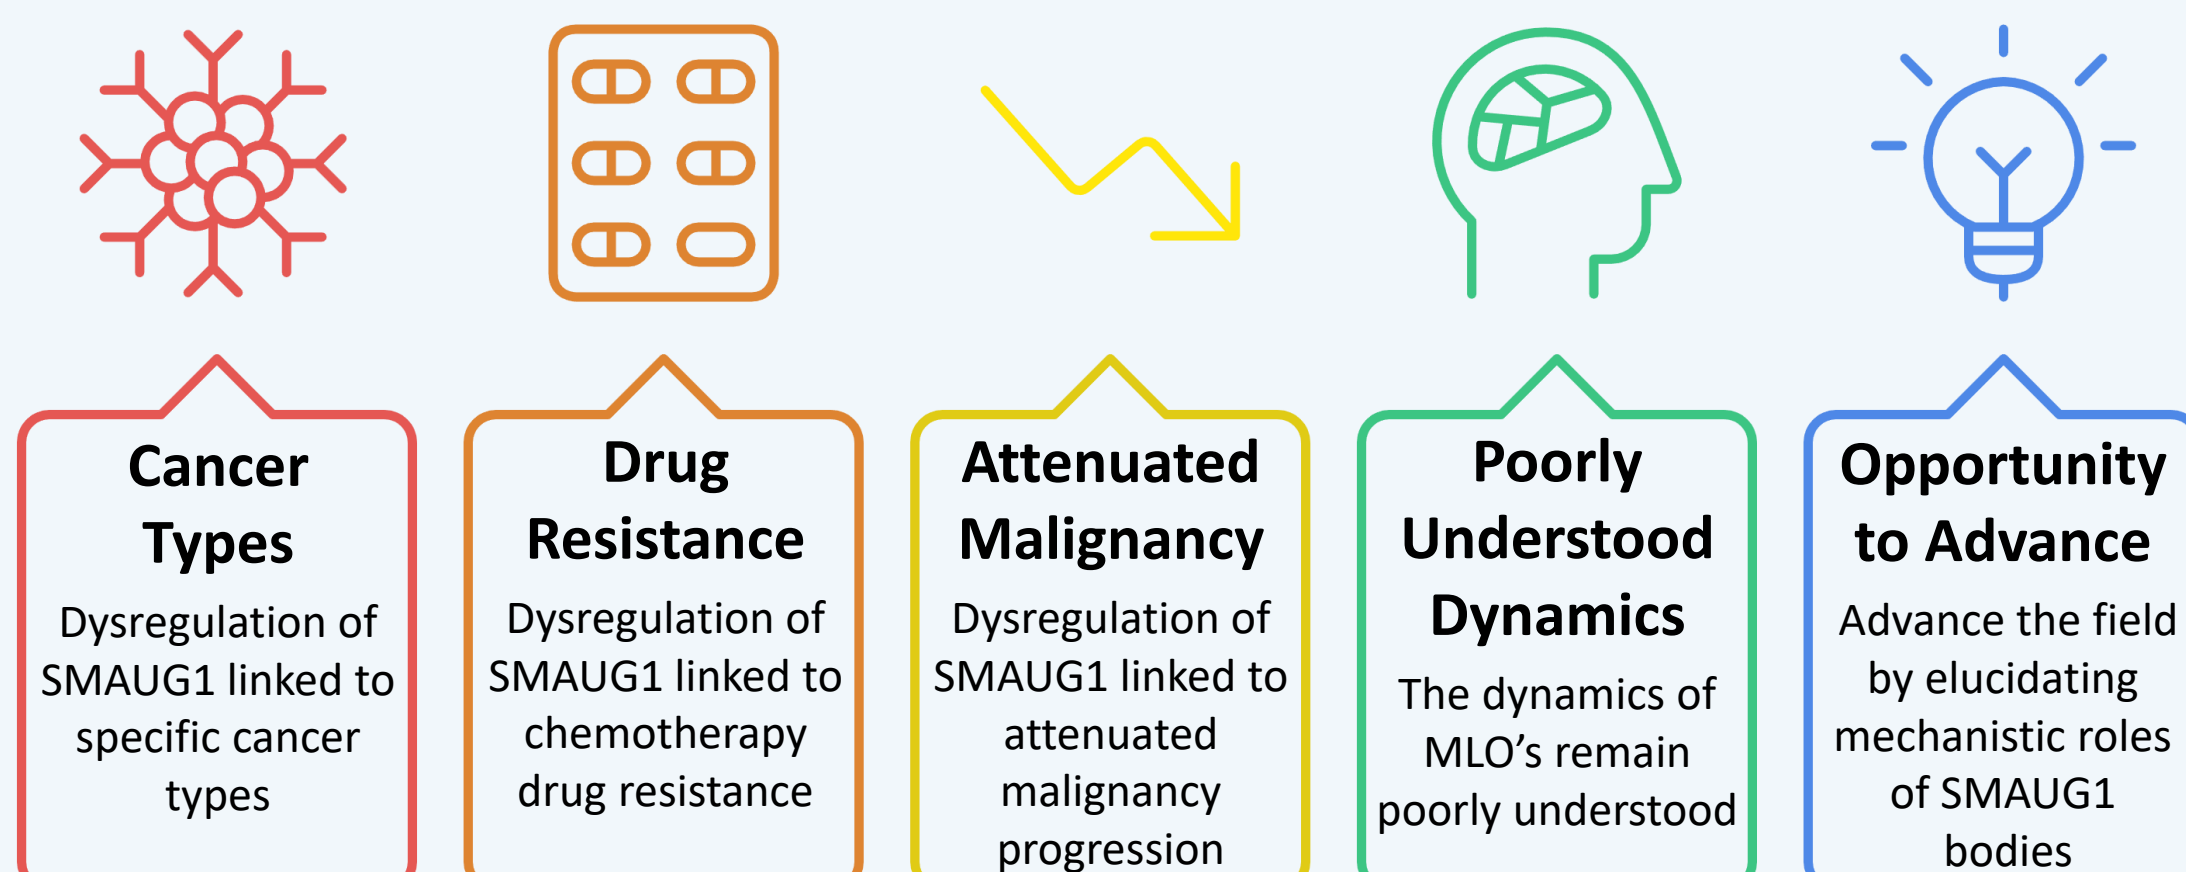 Cancer
Types
Dysregulation of
SMAUG1 linked to
specific cancer
types
Drug
Resistance
Dysregulation of
SMAUG1 linked to
chemotherapy
drug resistance
Attenuated
Malignancy
Dysregulation of
SMAUG1 linked to
attenuated
malignancy
progression
Poorly
Understood
Dynamics
The dynamics of
MLO’s remain
poorly understood
Opportunity
to Advance
Advance the field
by elucidating
mechanistic roles
of SMAUG1
bodies